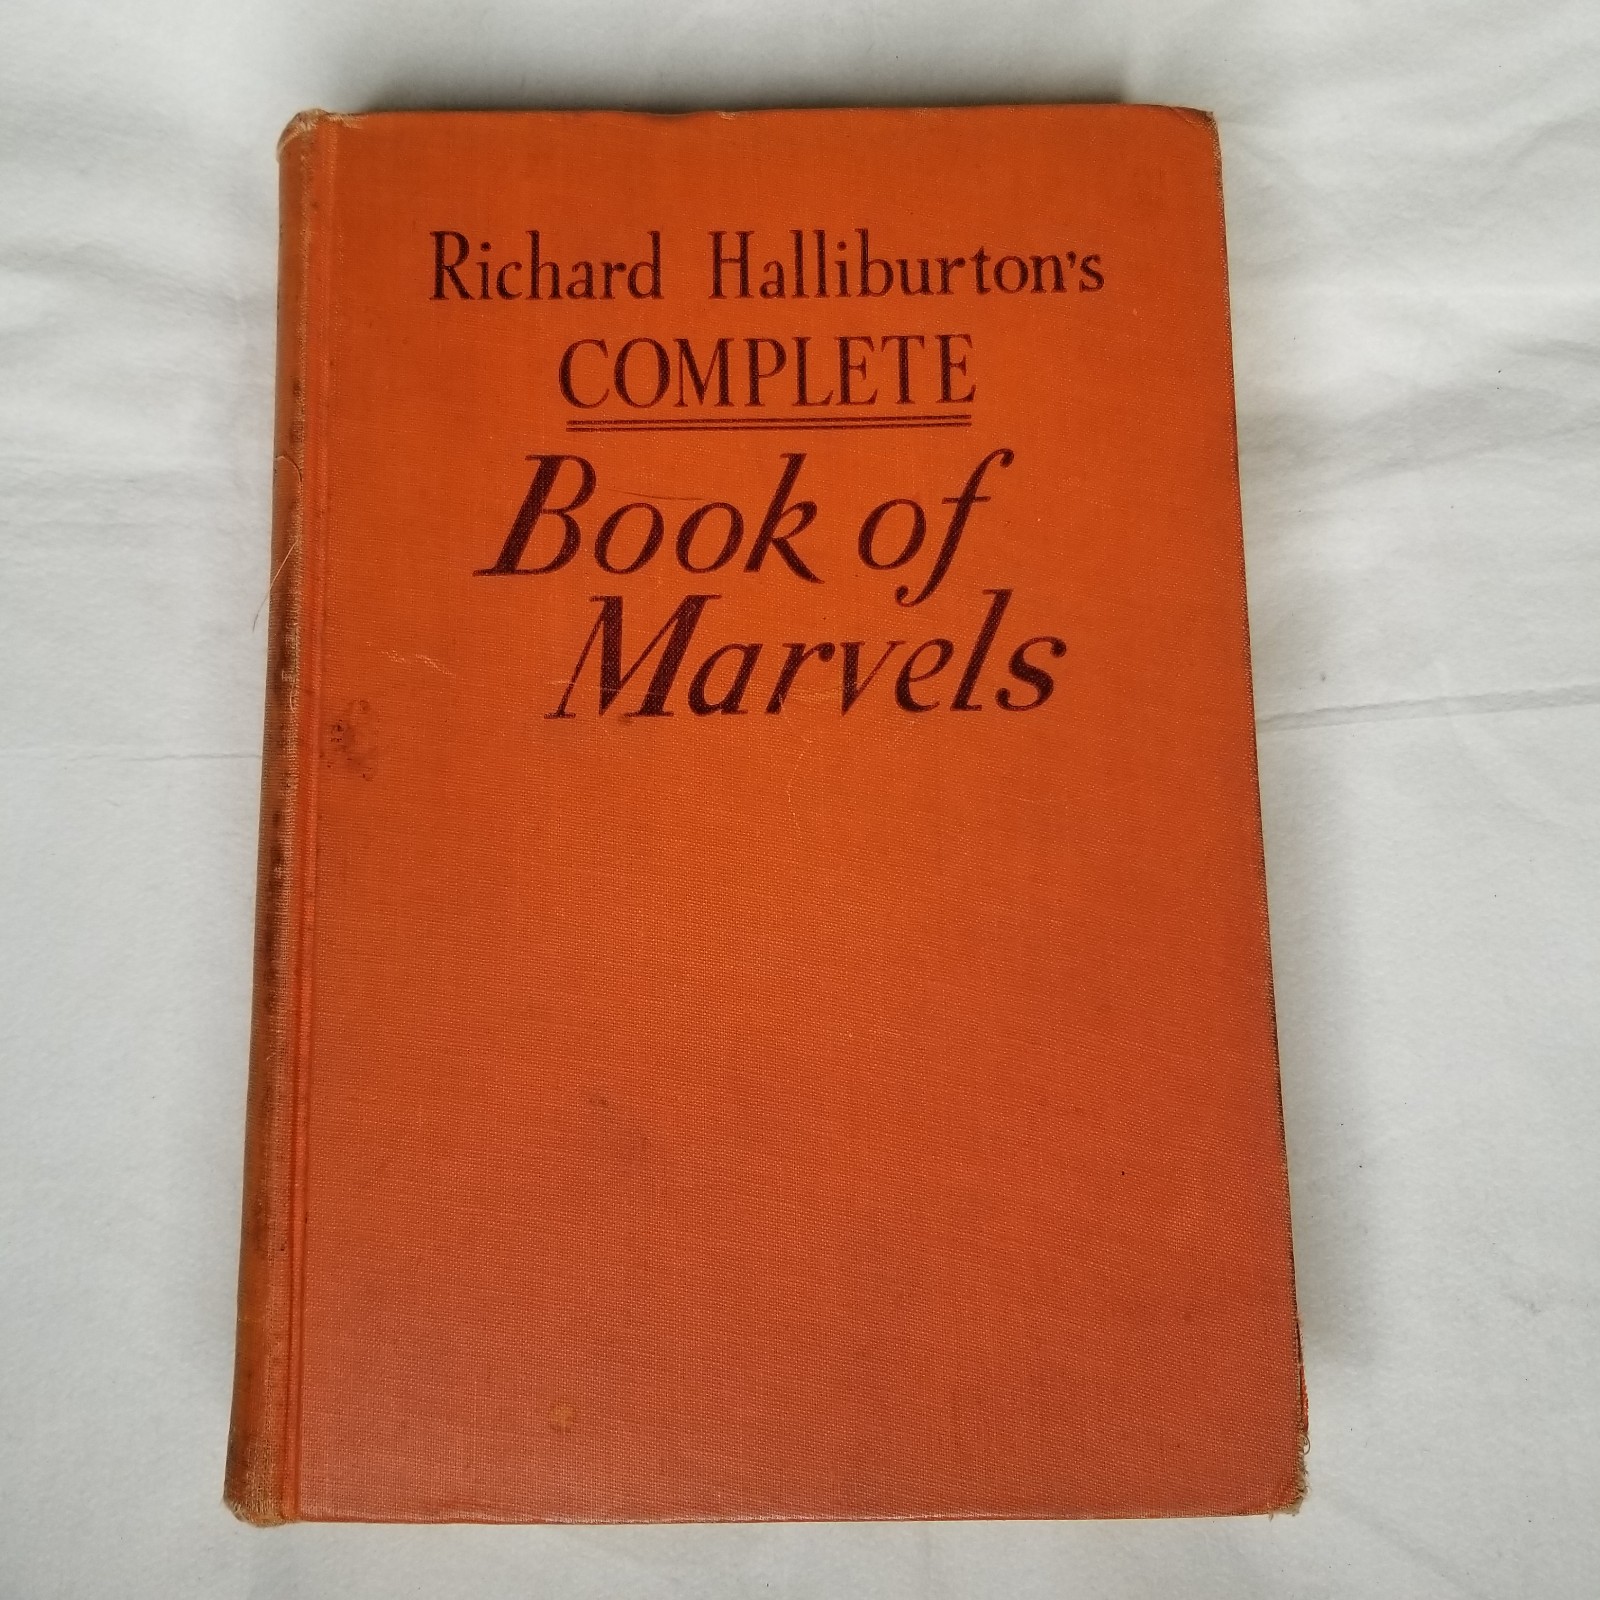 Richard Halliburton's
COMPLETE
Book of
Marvels